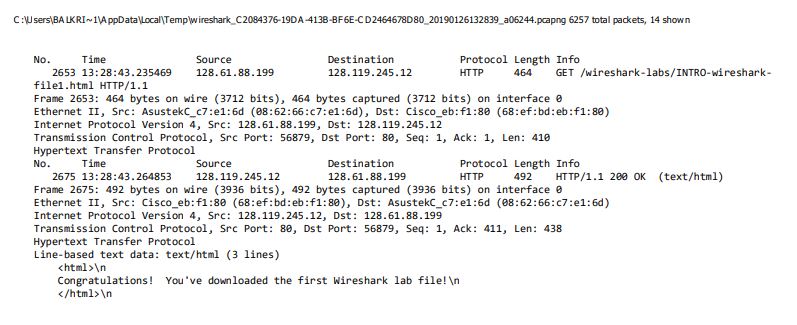 C:\Users\BALKRI~1\AppData\Local\Temp\wireshark_C2084376-19DA-413B-BF6E-CD2464678D80_20190126132839_a06244.pcapng 6257 total packets, 14 shown
No. Time Source Destination Protocol Length Info
2653 13:28:43.235469 128.61.88.199 128.119.245.12 HTTP 464 GET /wireshark-labs/INTRO-wireshark-
file1.html HTTP/1.1
Frame 2653: 464 bytes on wire (3712 bits), 464 bytes captured (3712 bits) on interface 0
Ethernet II, Src: AsustekC_c7:e1:6d (08:62:66:c7:e1:6d), Dst: Cisco_eb:f1:80 (68:ef:bd:eb:f1:80)
Internet Protocol Version 4, Src: 128.61.88.199, Dst: 128.119.245.12
Transmission Control Protocol, Src Port: 56879, Dst Port: 80, Seq: 1, Ack: 1, Len: 410
Hypertext Transfer Protocol
No. Time Source Destination Protocol Length Info
2675 13:28:43.264853 128.119.245.12 128.61.88.199 HTTP 492 HTTP/1.1 200 OK (text/html)
Frame 2675: 492 bytes on wire (3936 bits), 492 bytes captured (3936 bits) on interface 0
Ethernet II, Src: Cisco_eb:f1:80 (68:ef:bd:eb:f1:80), Dst: AsustekC_c7:e1:6d (08:62:66:c7:e1:6d)
Internet Protocol Version 4, Src: 128.119.245.12, Dst: 128.61.88.199
Transmission Control Protocol, Src Port: 80, Dst Port: 56879, Seq: 1, Ack: 411, Len: 438
Hypertext Transfer Protocol
Line-based text data: text/html (3 lines)
<html>\n
Congratulations! You've downloaded the first Wireshark lab file!\n
</html>\n